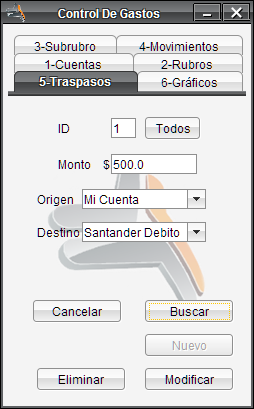 Control De Gastos
3-Subrubro 4-Movimientos
1-Cuentas 2-Rubros
5-Traspasos 6-Gráficos
ID 1 Todos
Monto $ 500.0
Origen Mi Cuenta
Destino Santander Debito
Cancelar Buscar
Nuevo
Eliminar Modificar